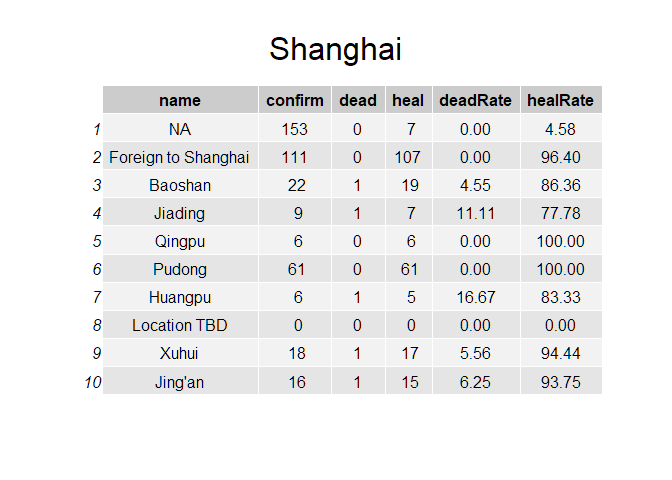 Shanghai
name confirm dead heal deadRate healRate
1 NA 153 0 7 0.00 4.58
2 Foreign to Shanghai 111 0 107 0.00 96.40
3 Baoshan 22 1 19 4.55 86.36
4 Jiading 9 1 7 11.11 77.78
5 Qingpu 6 0 6 0.00 100.00
6 Pudong 61 0 61 0.00 100.00
7 Huangpu 6 1 5 16.67 83.33
8 Location TBD 0 0 0 0.00 0.00
9 Xuhui 18 1 17 5.56 94.44
10 Jing'an 16 1 15 6.25 93.75